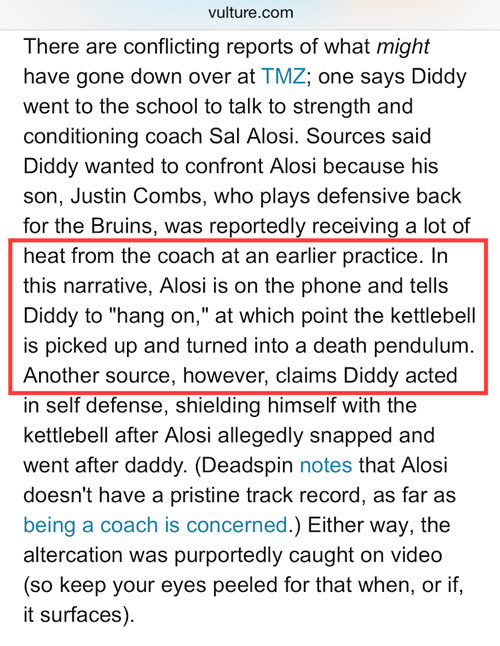 vulture.com
There are conflicting reports of what might
have gone down over at TMZ; one says Diddy
went to the school to talk to strength and
conditioning coach Sal Alosi. Sources said
Diddy wanted to confront Alosi because his
son, Justin Combs, who plays defensive back
for the Bruins, was reportedly receiving a lot of
heat from the coach at an earlier practice. In
this narrative, Alosi is on the phone and tells
Diddy to "hang on," at which point the kettlebell
is picked up and turned into a death pendulum.
Another source, however, claims Diddy acted
in self defense, shielding himself with the
kettlebell after Alosi allegedly snapped and
went after daddy. (Deadspin notes that Alosi
doesn't have a pristine track record, as far as
being a coach is concerned.) Either way, the
altercation was purportedly caught on video
(so keep your eyes peeled for that when, or if,
it surfaces).